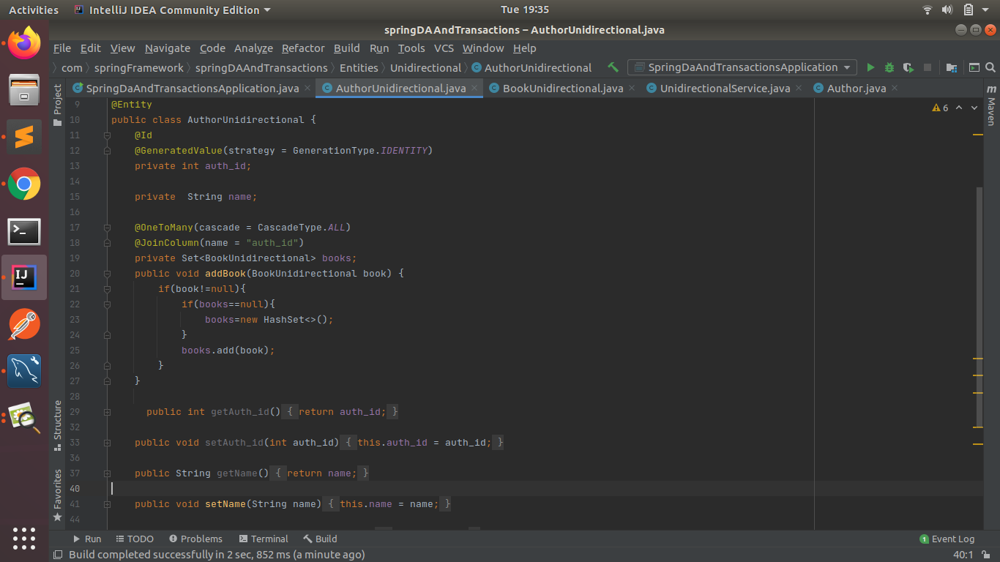 Activities IntelliJ IDEA Community Edition Tue 19:35
springDAAndTransactions – AuthorUnidirectional.java
File Edit View Navigate Code Analyze Refactor Build Run Tools VCS Window Help
com springFramework springDAAndTransactions Entities Unidirectional AuthorUnidirectional SpringDaAndTransactionsApplication
SpringDaAndTransactionsApplication.java AuthorUnidirectional.java BookUnidirectional.java UnidirectionalService.java Author.java
Project
Structure
Favorites
Maven
6
9 @Entity
10 public class AuthorUnidirectional {
11 @Id
12 @GeneratedValue(strategy = GenerationType.IDENTITY)
13 private int auth_id;
14
15 private  String name;
16
17 @OneToMany(cascade = CascadeType.ALL)
18 @JoinColumn(name = "auth_id")
19 private Set<BookUnidirectional> books;
20 public void addBook(BookUnidirectional book) {
21 if(book!=null){
22 if(books==null){
23 books=new HashSet<>();
24 }
25 books.add(book);
26 }
27 }
28
29 public int getAuth_id() { return auth_id; }
32
33 public void setAuth_id(int auth_id) { this.auth_id = auth_id; }
36
37 public String getName() { return name; }
40
41 public void setName(String name) { this.name = name; }
44
Run TODO Problems Terminal Build 1 Event Log
Build completed successfully in 2 sec, 852 ms (a minute ago) 40:1